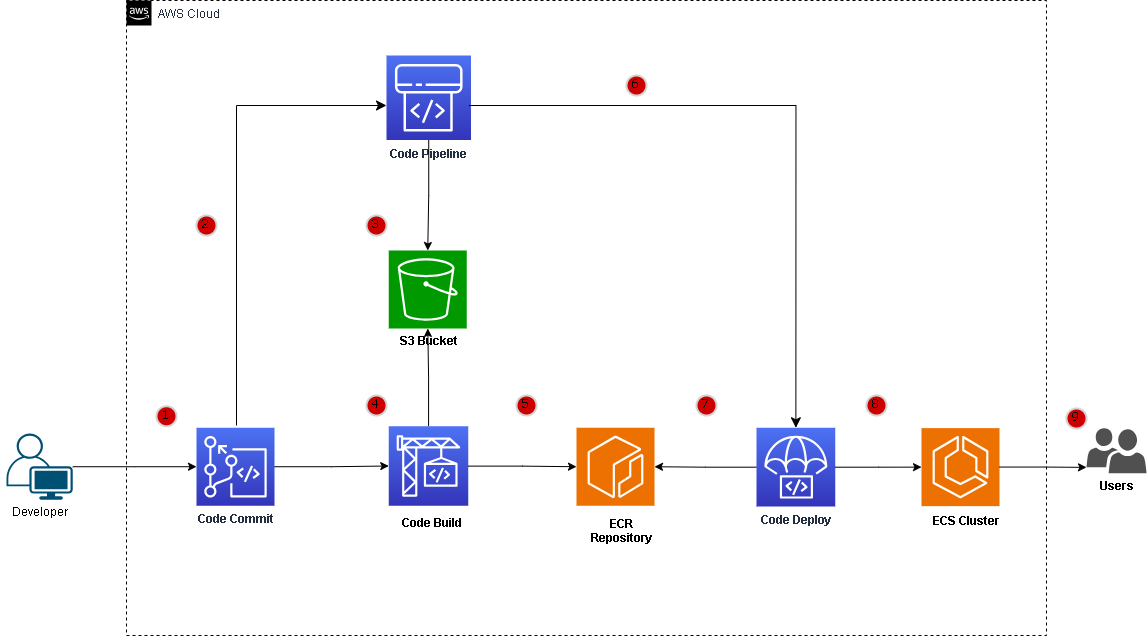 aws
AWS Cloud
6
Code Pipeline
2
3
S3 Bucket
1
4
5
7
8
9
Developer
Code Commit
Code Build
ECR
Repository
Code Deploy
ECS Cluster
Users